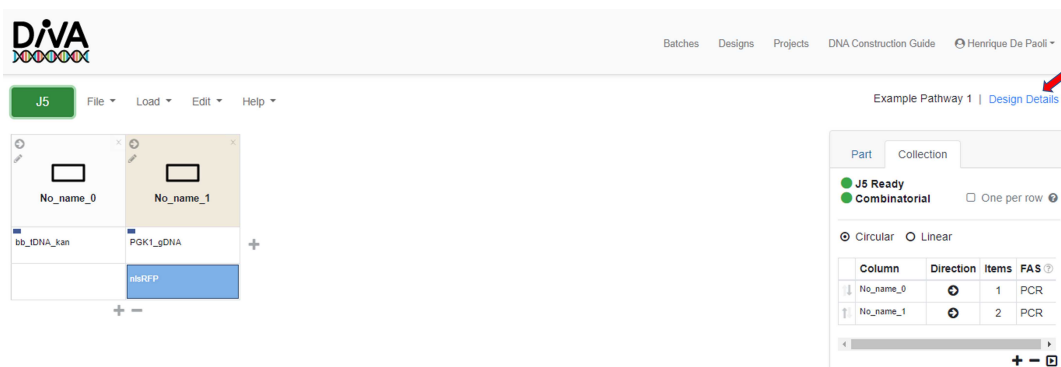 DiVA
Batches Designs Projects DNA Construction Guide Henrique De Paoli
J5 File Load Edit Help
Example Pathway 1 | Design Details
No_name_0 No_name_1
bb_tDNA_kan PGK1_gDNA
nlsRFP
Part Collection
J5 Ready
Combinatorial One per row
Circular Linear
Column Direction Items FAS
No_name_0 1 PCR
No_name_1 2 PCR